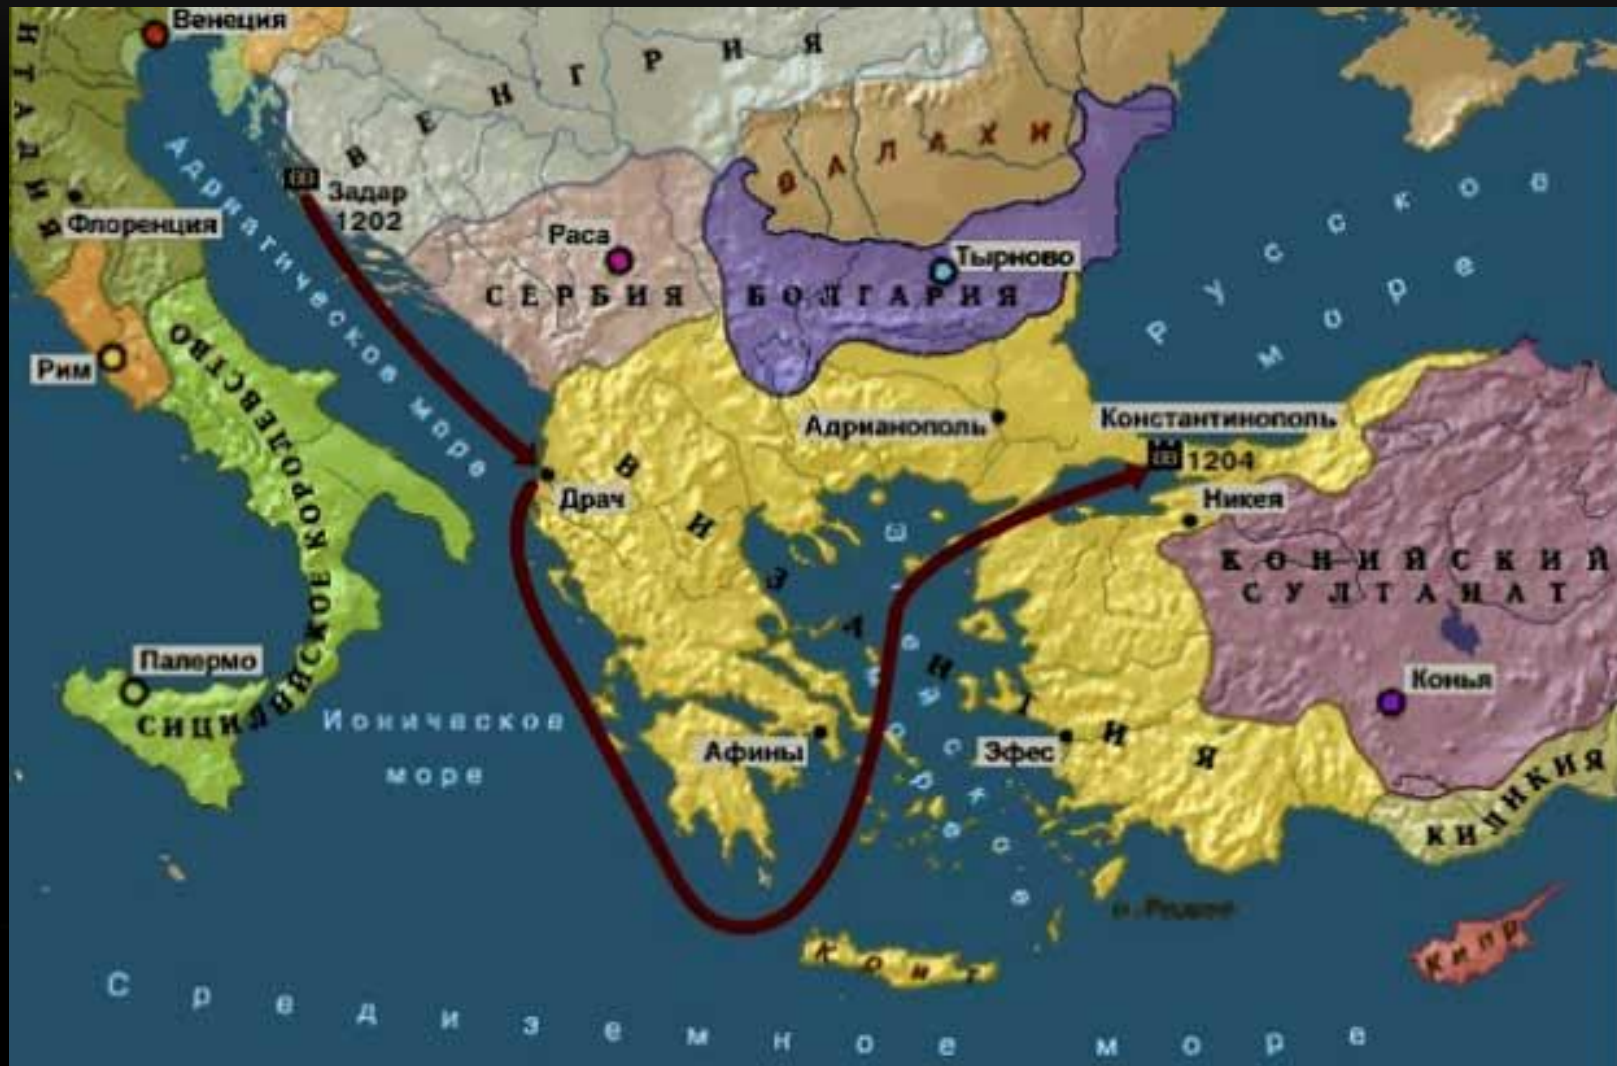 Венеция
ИТАЛИЯ
ВЕНГРИЯ
Адриатическое море
Задар
1202
Флоренция
ВАЛАХИ
Русское
море
Раса
СЕРБИЯ
Тырново
БОЛГАРИЯ
Рим
СИЦИЛИЙСКОЕ КОРОЛЕВСТВО
Адрианополь
Константинополь
1204
Драч
Никея
ВИЗАНТИЯ
КОНИЙСКИЙ
СУЛТАНАТ
Палермо
Конья
Ионическое
море
Афины
Эфес
КИЛИКИЯ
Крит
Кипр
Средиземное море